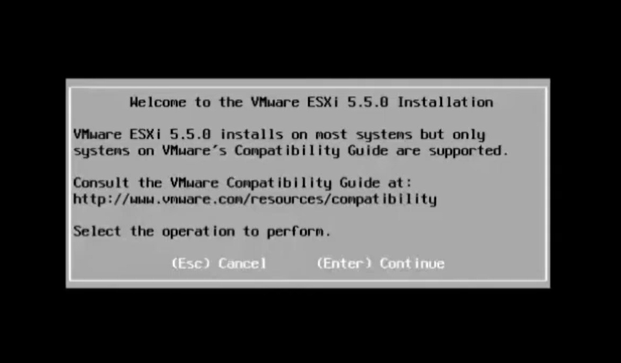 Welcome to the VMware ESXi 5.5.0 Installation
VMware ESXi 5.5.0 installs on most systems but only
systems on VMware's Compatibility Guide are supported.
Consult the VMware Compatibility Guide at:
http://www.vmware.com/resources/compatibility
Select the operation to perform.
(Esc) Cancel (Enter) Continue